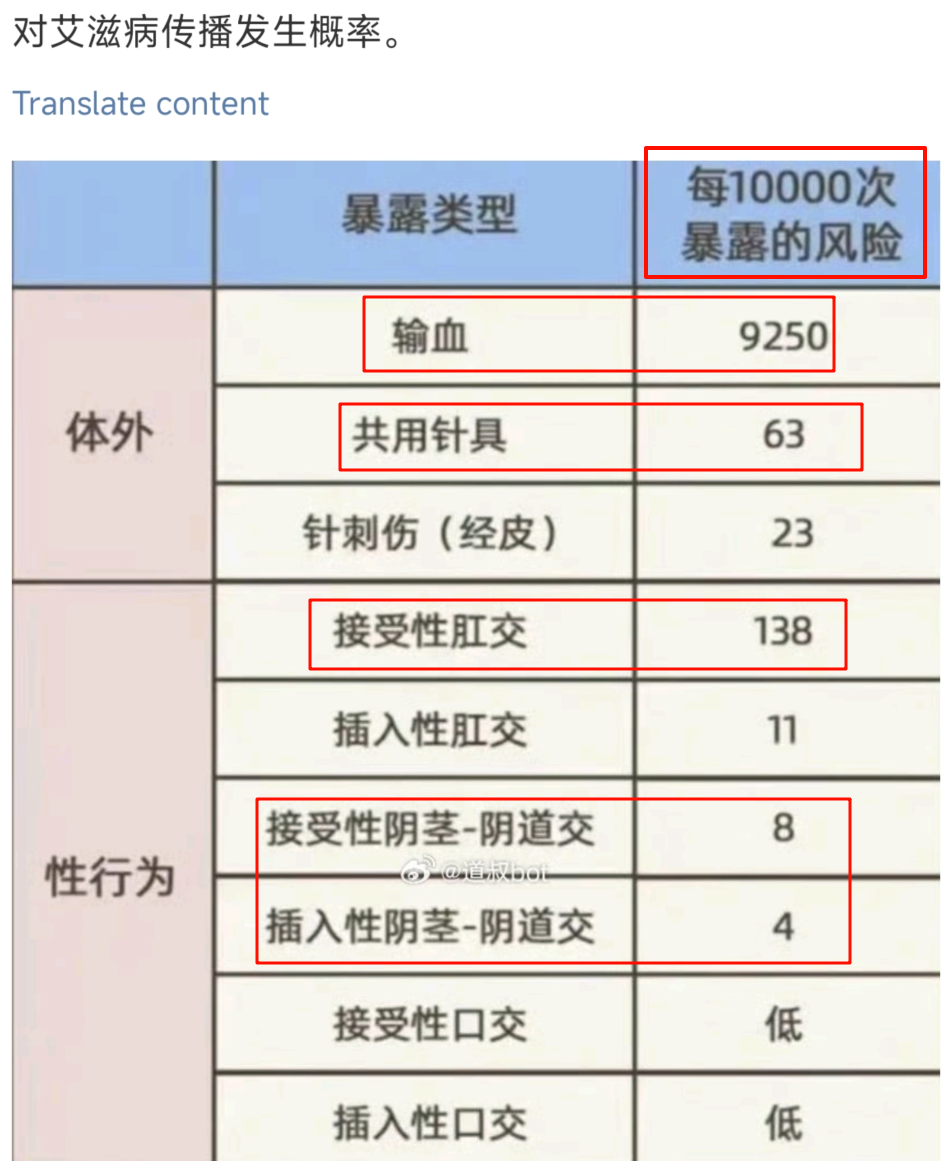 对艾滋病传播发生概率。
Translate content
暴露类型
每10000次
暴露的风险
体外
输血 9250
共用针具 63
针刺伤（经皮） 23
性行为
接受性肛交 138
插入性肛交 11
接受性阴茎-阴道交 8
@道叔bot
插入性阴茎-阴道交 4
接受性口交 低
插入性口交 低